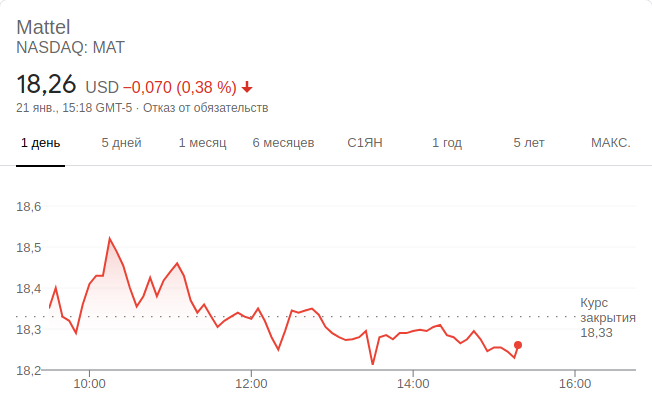 Mattel
NASDAQ: MAT
18,26 USD −0,070 (0,38 %)
21 янв., 15:18 GMT-5 · Отказ от обязательств
1 день 5 дней 1 месяц 6 месяцев С1ЯН 1 год 5 лет МАКС.
18,6
18,5
18,4
18,3
18,2
Курс
закрытия
18,33
10:00 12:00 14:00 16:00